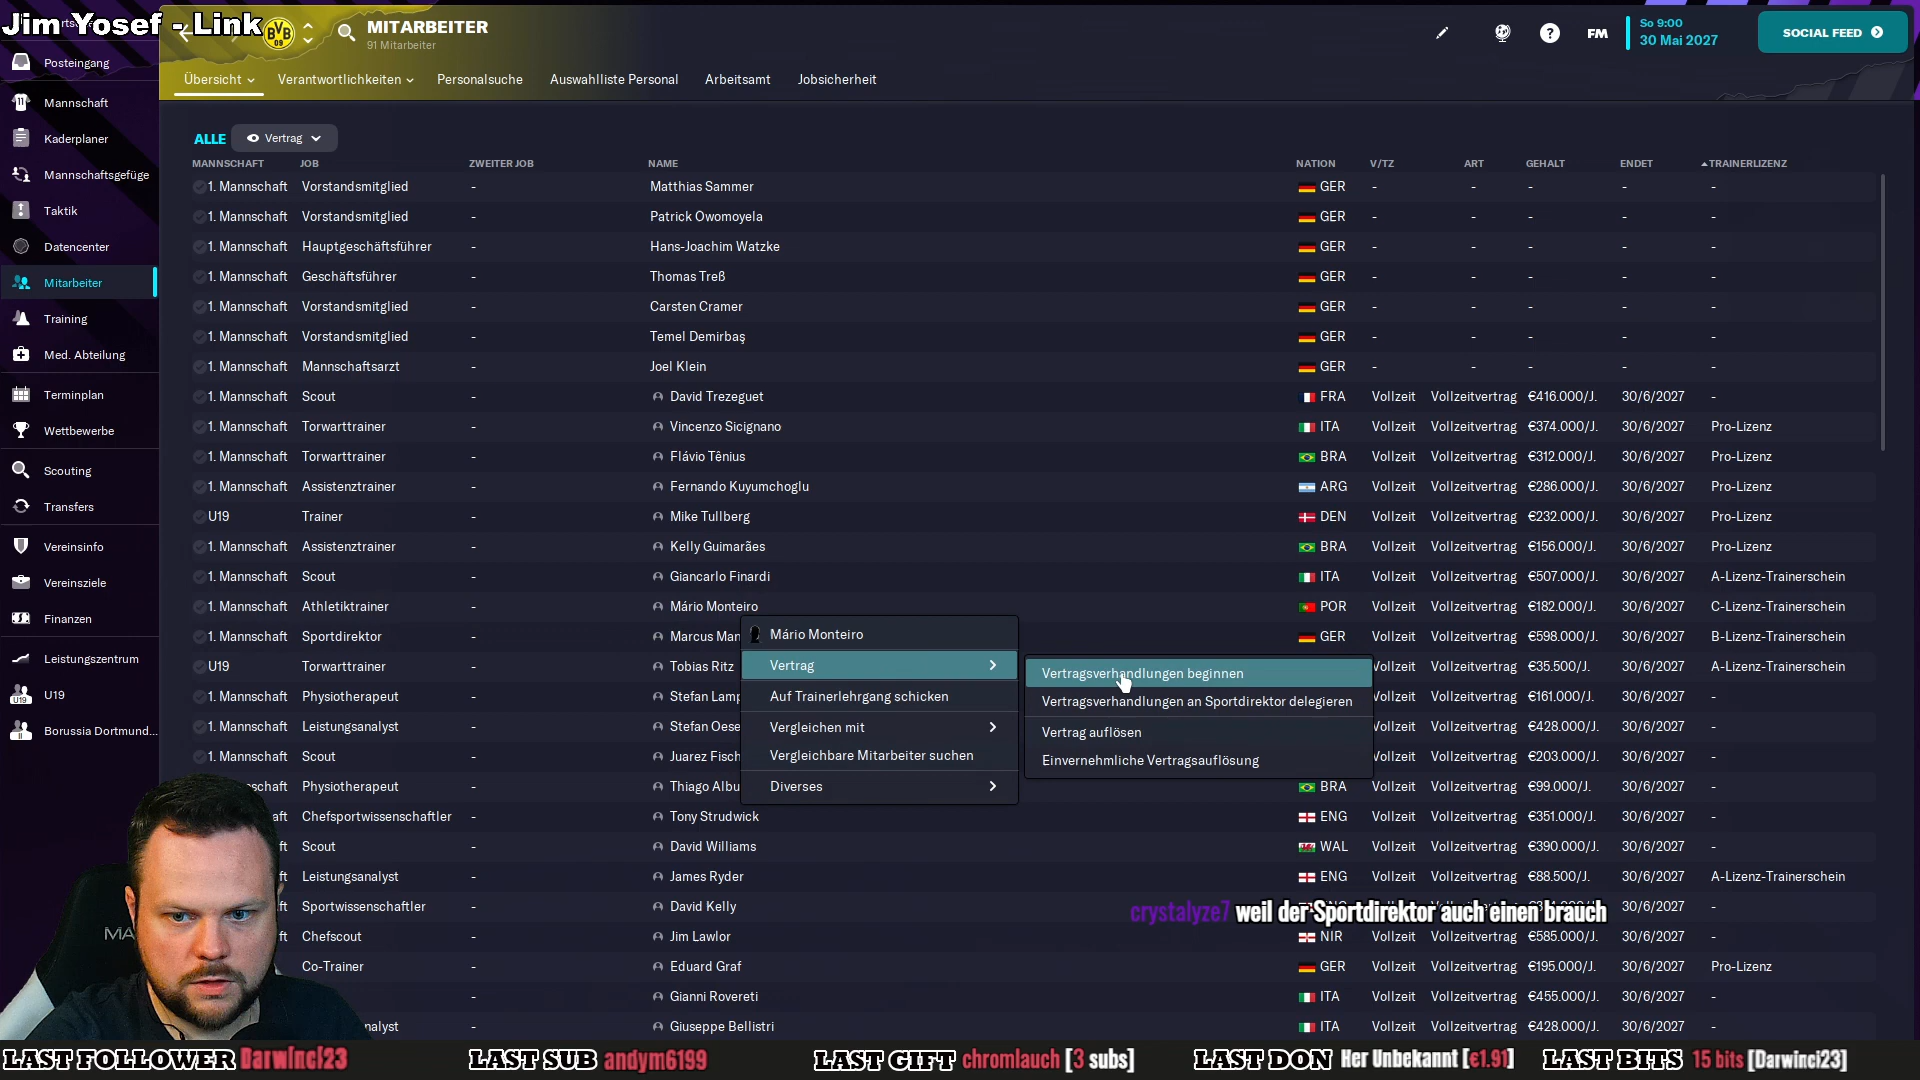 Jim Yosef - Link
MITARBEITER
91 Mitarbeiter
FM
So 9:00
30 Mai 2027
SOCIAL FEED
Übersicht
Verantwortlichkeiten
Personalsuche
Auswahlliste Personal
Arbeitsamt
Jobsicherheit
Posteingang
Mannschaft
Kaderplaner
Mannschaftsgefüge
Taktik
Datencenter
Mitarbeiter
Training
Med. Abteilung
Terminplan
Wettbewerbe
Scouting
Transfers
Vereinsinfo
Vereinsziele
Finanzen
Leistungszentrum
U19
Borussia Dortmund...
ALLE Vertrag
MANNSCHAFT JOB ZWEITER JOB NAME NATION V/TZ ART GEHALT ENDET TRAINERLIZENZ
1. Mannschaft Vorstandsmitglied - Matthias Sammer GER - - - - -
1. Mannschaft Vorstandsmitglied - Patrick Owomoyela GER - - - - -
1. Mannschaft Hauptgeschäftsführer - Hans-Joachim Watzke GER - - - - -
1. Mannschaft Geschäftsführer - Thomas Treß GER - - - - -
1. Mannschaft Vorstandsmitglied - Carsten Cramer GER - - - - -
1. Mannschaft Vorstandsmitglied - Temel Demirbaş GER - - - - -
1. Mannschaft Mannschaftsarzt - Joel Klein GER - - - - -
1. Mannschaft Scout - David Trezeguet FRA Vollzeit Vollzeitvertrag €416.000/J. 30/6/2027 -
1. Mannschaft Torwarttrainer - Vincenzo Sicignano ITA Vollzeit Vollzeitvertrag €374.000/J. 30/6/2027 Pro-Lizenz
1. Mannschaft Torwarttrainer - Flávio Tênius BRA Vollzeit Vollzeitvertrag €312.000/J. 30/6/2027 Pro-Lizenz
1. Mannschaft Assistenztrainer - Fernando Kuyumchoglu ARG Vollzeit Vollzeitvertrag €286.000/J. 30/6/2027 Pro-Lizenz
U19 Trainer - Mike Tullberg DEN Vollzeit Vollzeitvertrag €232.000/J. 30/6/2027 Pro-Lizenz
1. Mannschaft Assistenztrainer - Kelly Guimarães BRA Vollzeit Vollzeitvertrag €156.000/J. 30/6/2027 Pro-Lizenz
1. Mannschaft Scout - Giancarlo Finardi ITA Vollzeit Vollzeitvertrag €507.000/J. 30/6/2027 A-Lizenz-Trainerschein
1. Mannschaft Athletiktrainer - Mário Monteiro POR Vollzeit Vollzeitvertrag €182.000/J. 30/6/2027 C-Lizenz-Trainerschein
1. Mannschaft Sportdirektor - Marcus Man GER Vollzeit Vollzeitvertrag €598.000/J. 30/6/2027 B-Lizenz-Trainerschein
U19 Torwarttrainer - Tobias Ritz Vollzeit Vollzeitvertrag €35.500/J. 30/6/2027 A-Lizenz-Trainerschein
1. Mannschaft Physiotherapeut - Stefan Lamp Vollzeit Vollzeitvertrag €161.000/J. 30/6/2027 -
1. Mannschaft Leistungsanalyst - Stefan Oese Vollzeit Vollzeitvertrag €428.000/J. 30/6/2027 -
1. Mannschaft Scout - Juarez Fisch Vollzeit Vollzeitvertrag €203.000/J. 30/6/2027 -
1. Mannschaft Physiotherapeut - Thiago Albu BRA Vollzeit Vollzeitvertrag €99.000/J. 30/6/2027 -
aft Chefsportwissenschaftler - Tony Strudwick ENG Vollzeit Vollzeitvertrag €351.000/J. 30/6/2027 -
ft Scout - David Williams WAL Vollzeit Vollzeitvertrag €390.000/J. 30/6/2027 -
ft Leistungsanalyst - James Ryder ENG Vollzeit Vollzeitvertrag €88.500/J. 30/6/2027 A-Lizenz-Trainerschein
ft Sportwissenschaftler - David Kelly
ft Chefscout - Jim Lawlor NIR Vollzeit Vollzeitvertrag €585.000/J. 30/6/2027 -
Co-Trainer - Eduard Graf GER Vollzeit Vollzeitvertrag €195.000/J. 30/6/2027 Pro-Lizenz
- Gianni Rovereti ITA Vollzeit Vollzeitvertrag €455.000/J. 30/6/2027 -
nalyst - Giuseppe Bellistri ITA Vollzeit Vollzeitvertrag €428.000/J. 30/6/2027 -
Mário Monteiro
Vertrag
Auf Trainerlehrgang schicken
Vergleichen mit
Vergleichbare Mitarbeiter suchen
Diverses
Vertragsverhandlungen beginnen
Vertragsverhandlungen an Sportdirektor delegieren
Vertrag auflösen
Einvernehmliche Vertragsauflösung
crystalyze7 weil der Sportdirektor auch einen brauch
LAST FOLLOWER Darwinci23 LAST SUB andym6199 LAST GIFT chromlauch [3 subs] LAST DON Her Unbekannt [€1.91] LAST BITS 15 bits [Darwinci23]